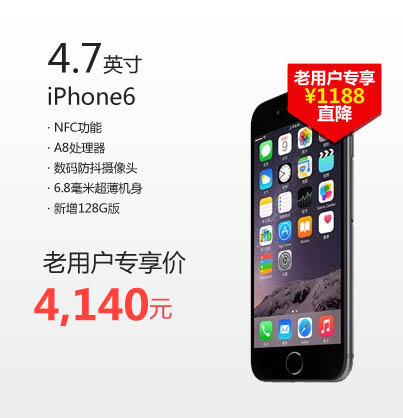 4.7英寸
iPhone6
· NFC功能
· A8处理器
· 数码防抖摄像头
· 6.8毫米超薄机身
· 新增128G版
老用户专享价
4,140元
老用户专享
¥1188
直降